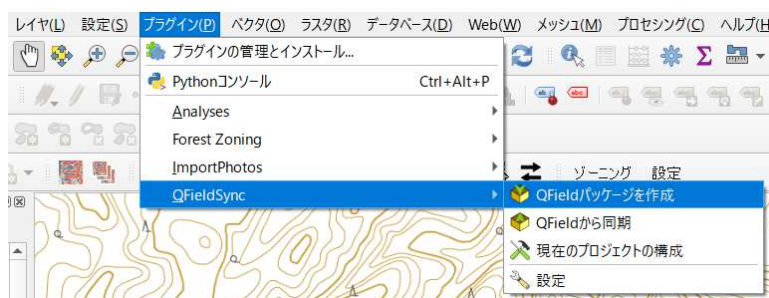 レイヤ(L) 設定(S) プラグイン(P) ベクタ(O) ラスタ(R) データベース(D) Web(W) メッシュ(M) プロセシング(C) ヘルプ(H
プラグインの管理とインストール...
Pythonコンソール Ctrl+Alt+P
Analyses
Forest Zoning
ImportPhotos
ゾーニング 設定
QFieldSync
QFieldパッケージを作成
QFieldから同期
現在のプロジェクトの構成
設定